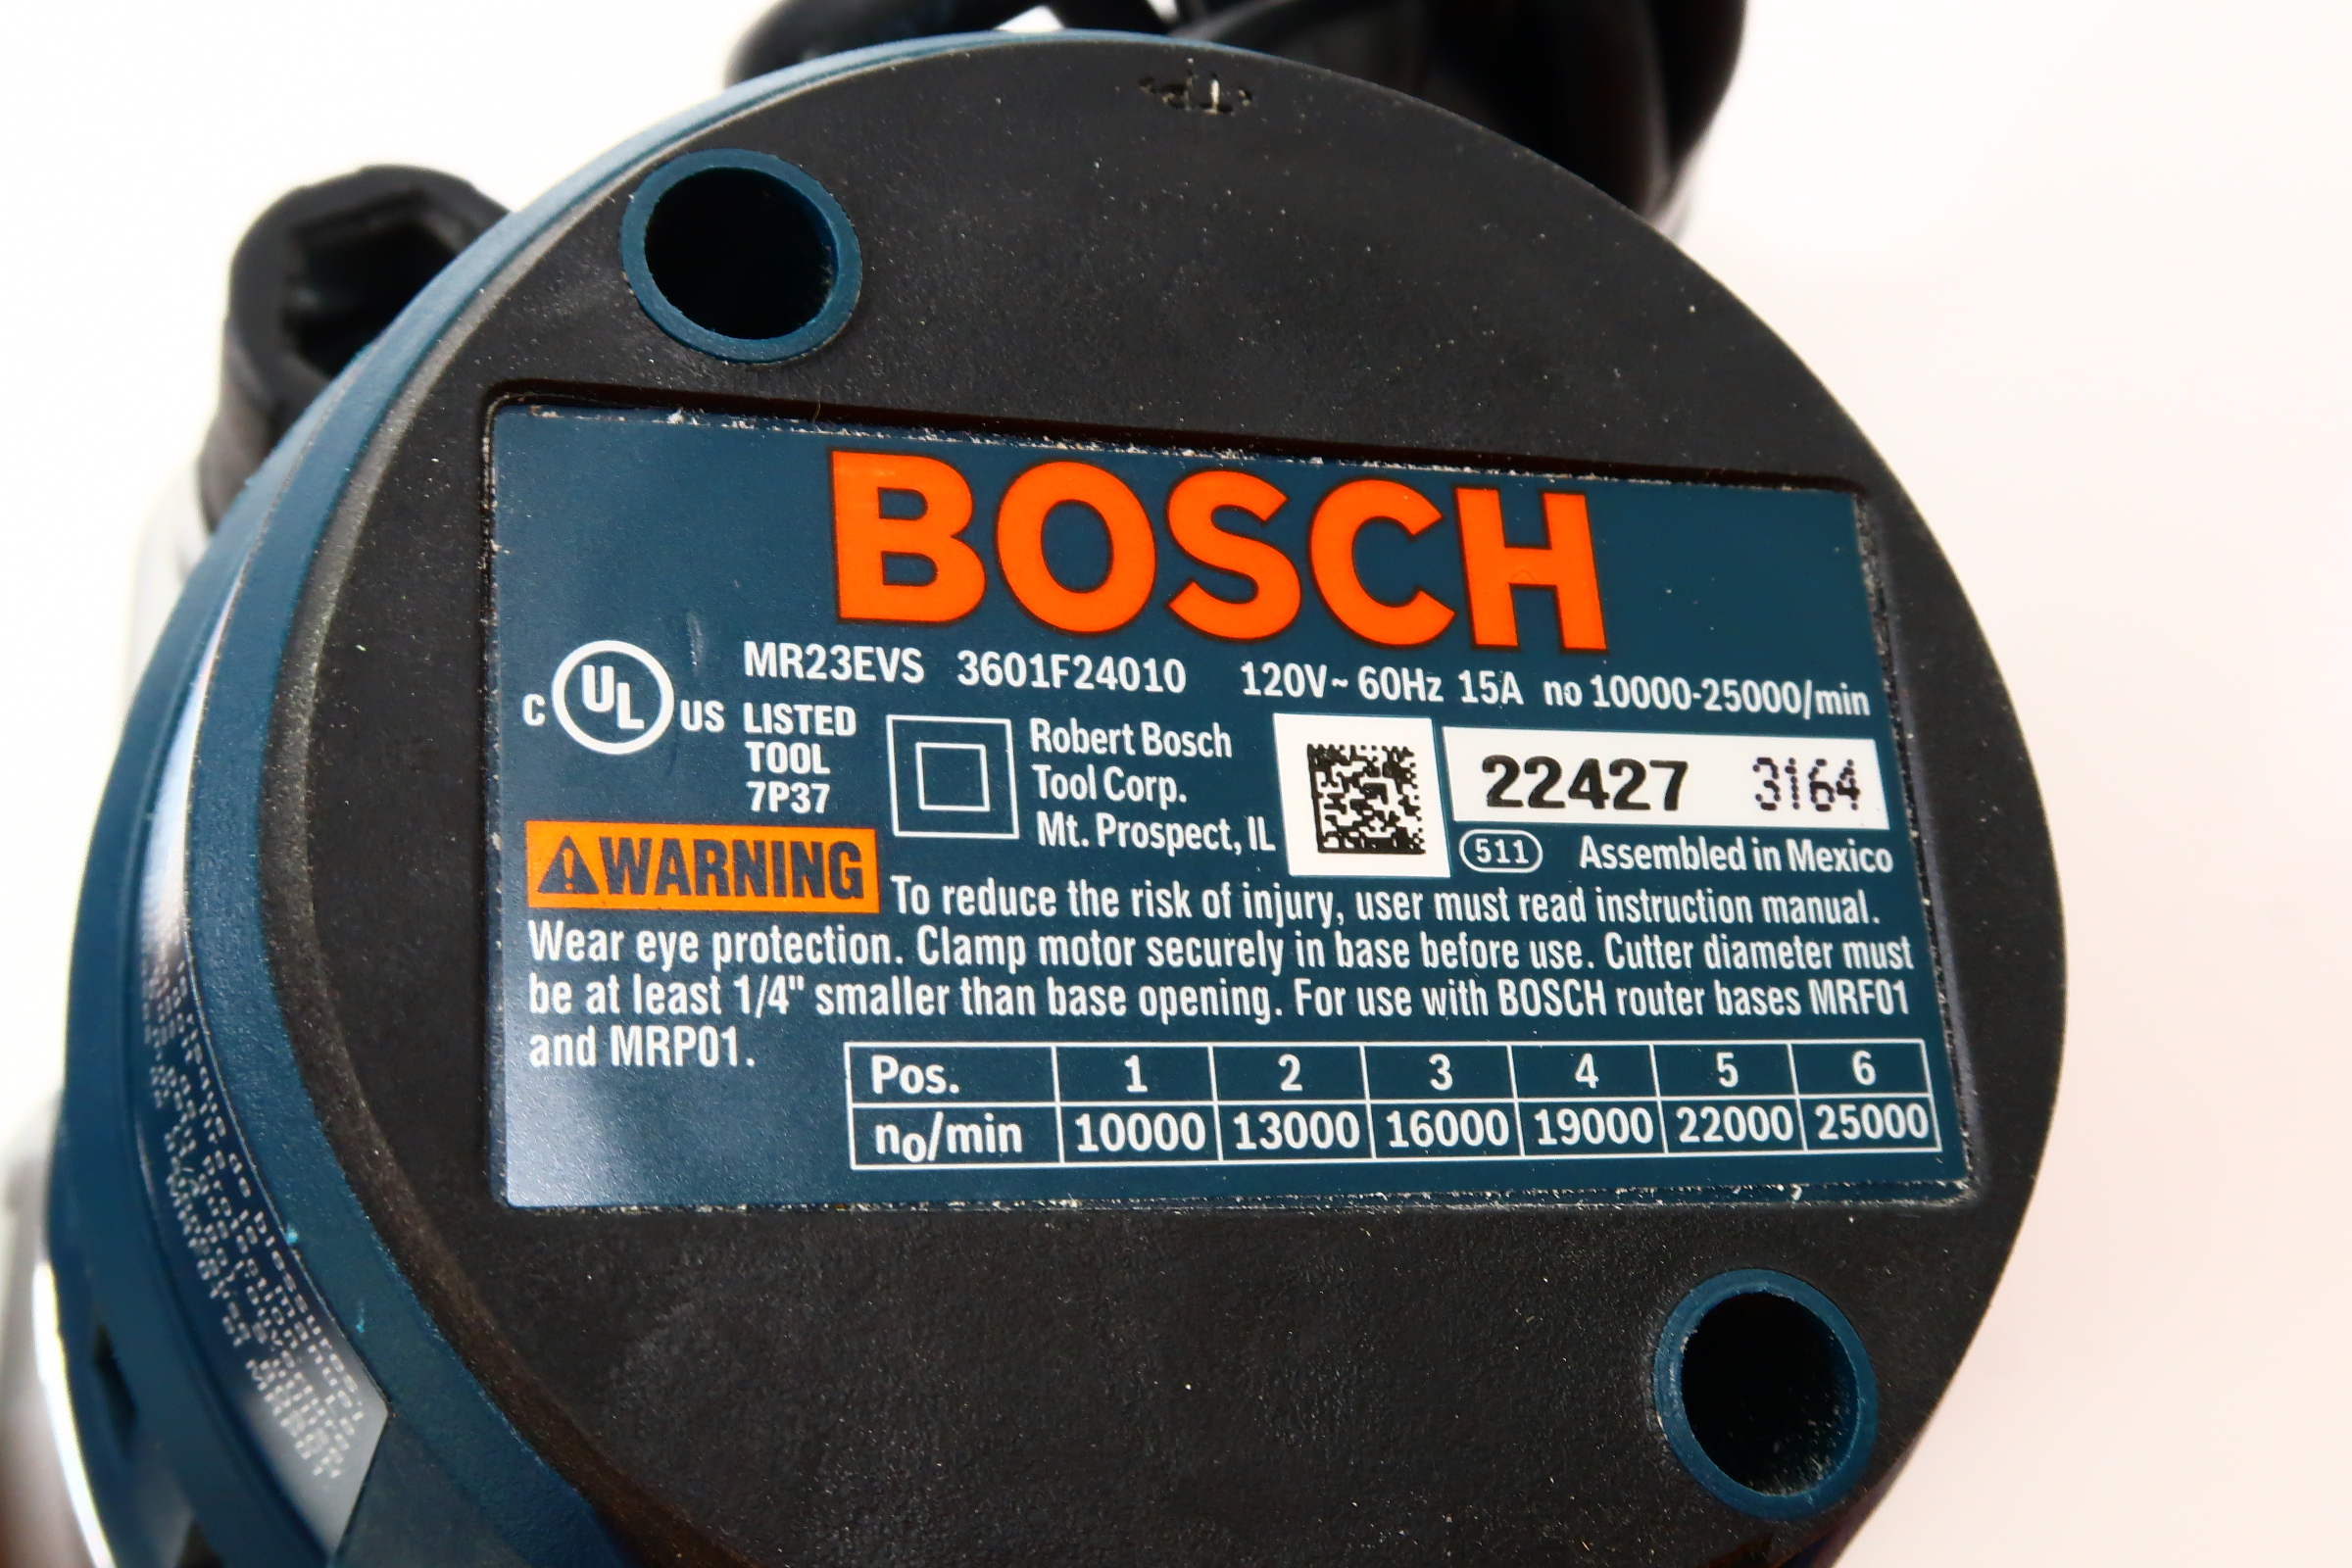 BOSCH
MR23EVS 3601F24010 120V~ 60Hz 15A no 10000-25000/min
C UL US LISTED
TOOL
7P37
Robert Bosch
Tool Corp.
Mt. Prospect, IL
22427 3164
511 Assembled in Mexico
WARNING To reduce the risk of injury, user must read instruction manual.
Wear eye protection. Clamp motor securely in base before use. Cutter diameter must
be at least 1/4" smaller than base opening. For use with BOSCH router bases MRF01
and MRP01.
Pos. 1 2 3 4 5 6
no/min 10000 13000 16000 19000 22000 25000